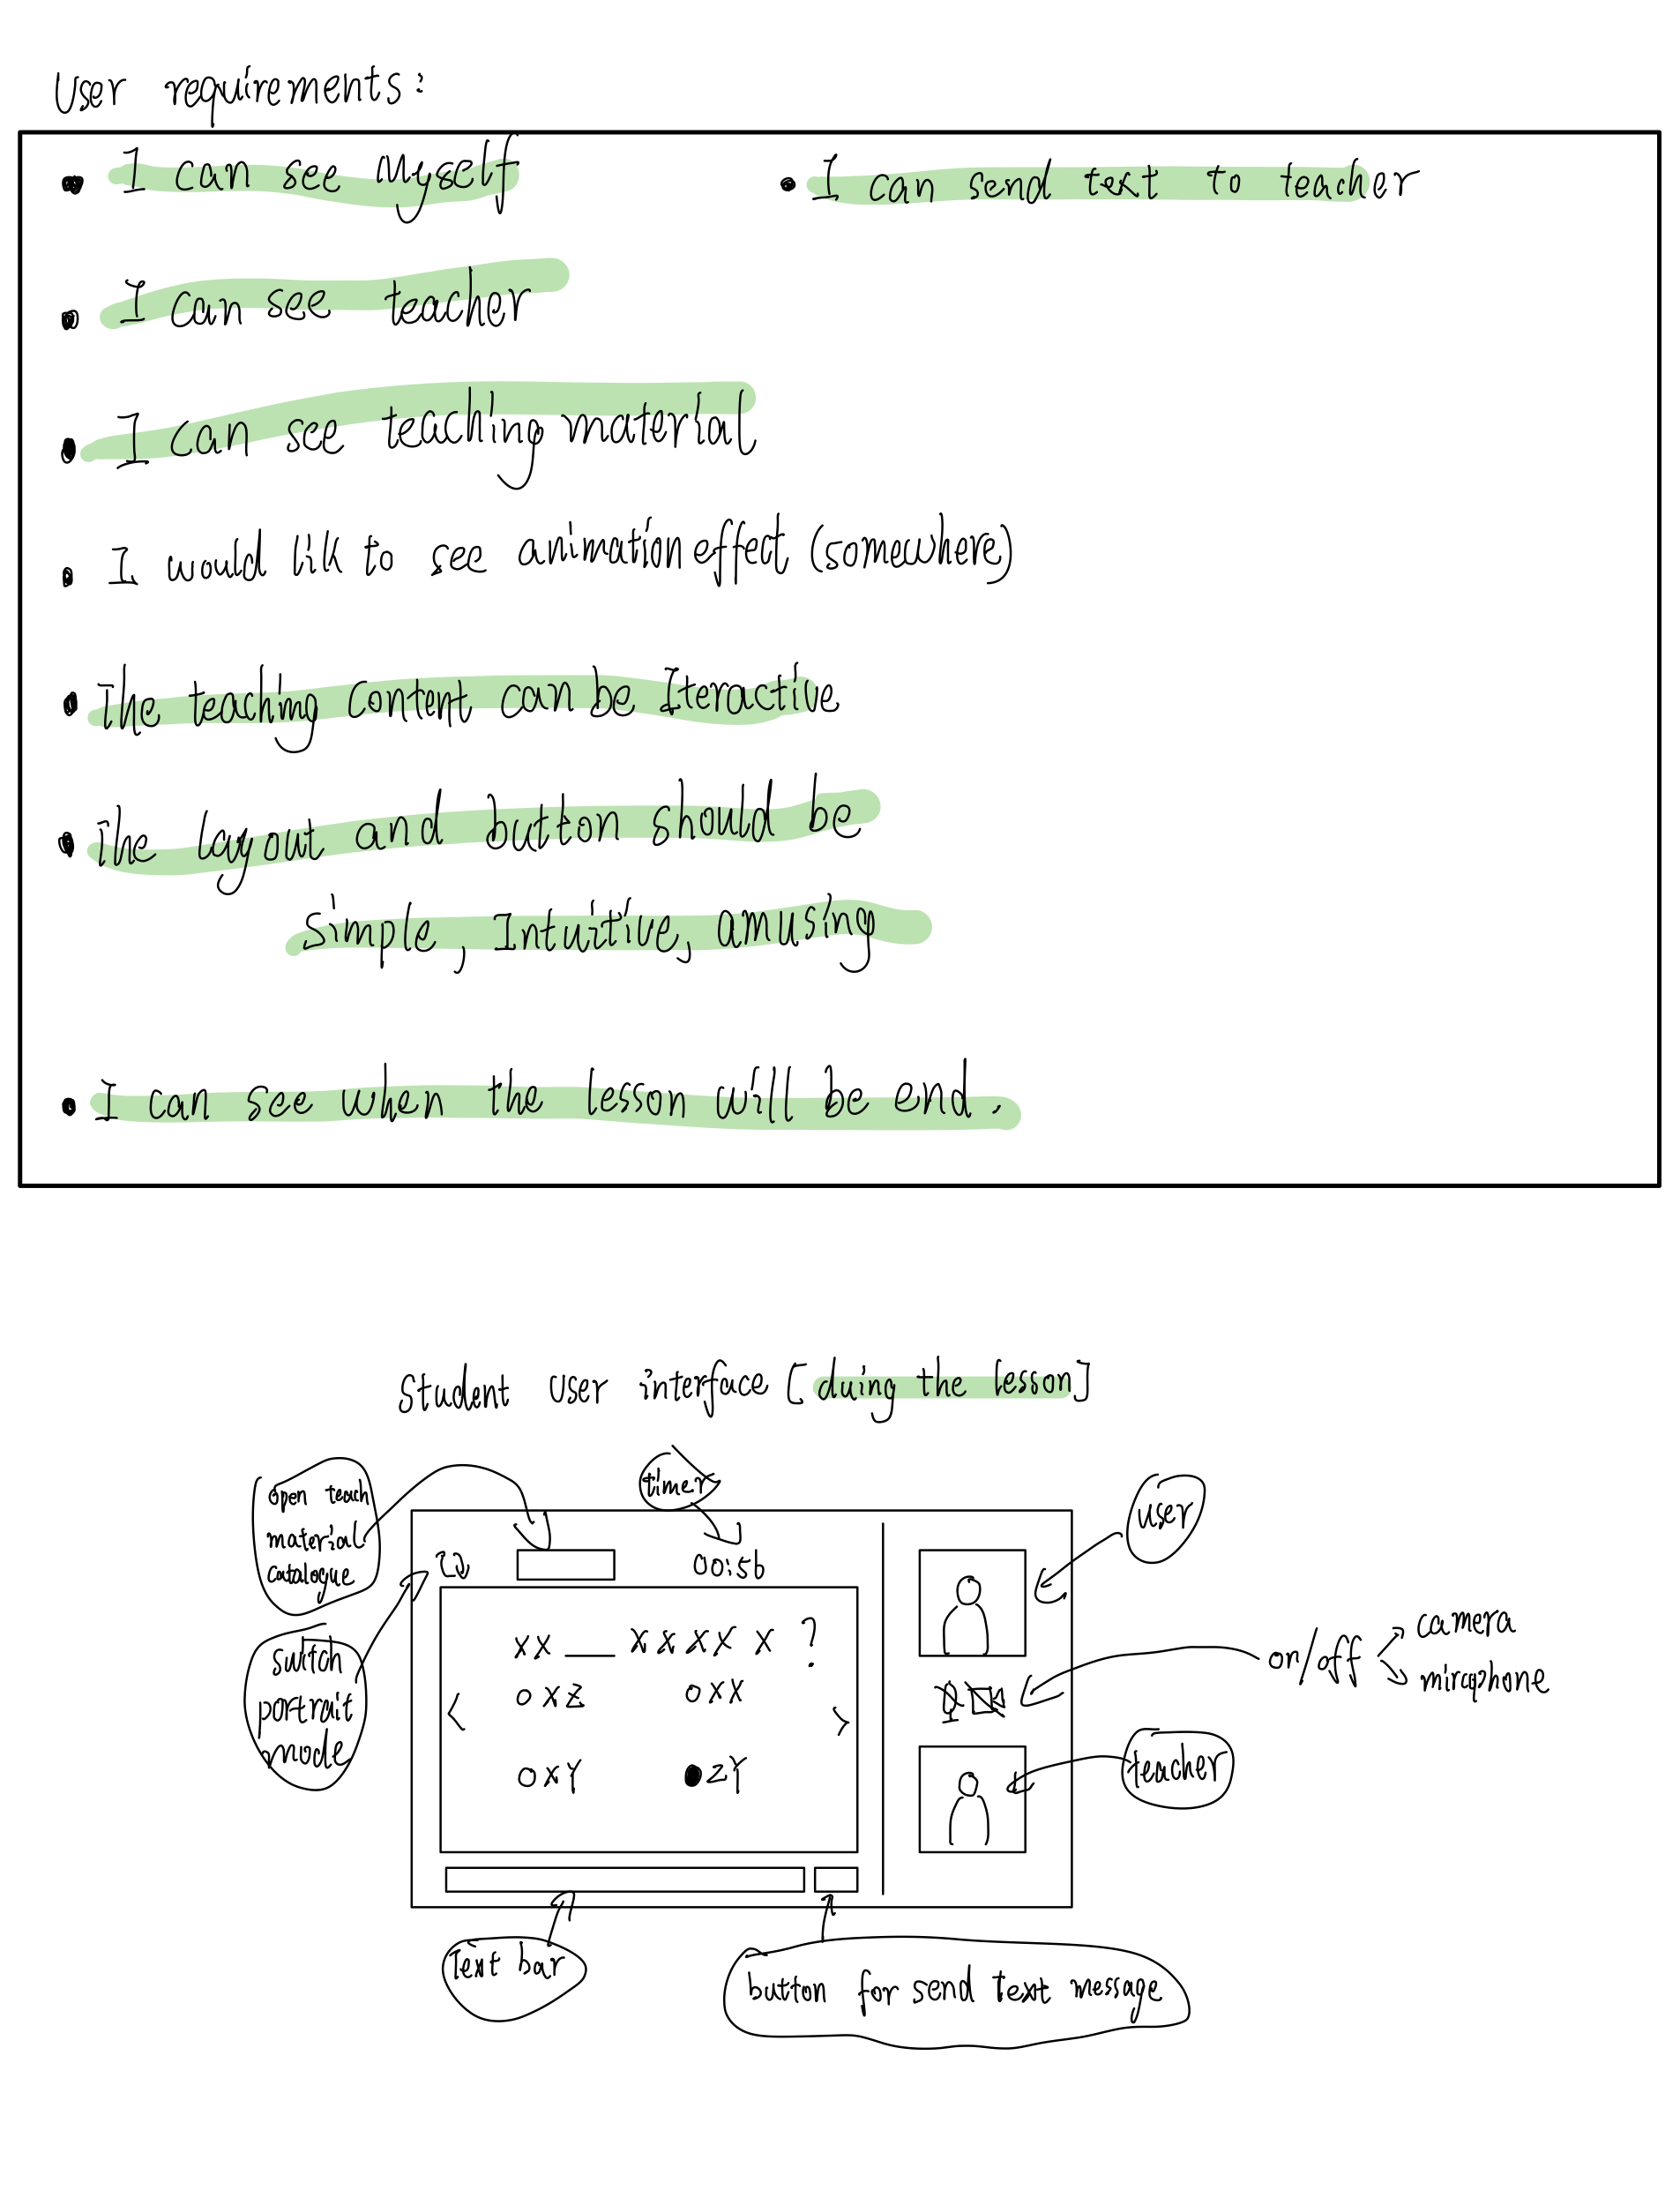 User requirements:
• I can see Myself
• I can send text to teacher
• I can see teacher
• I can see teaching material
• I would lik to see animation effect (somewhere)
• The teaching content can be Iteractive
• The layout and button should be
Simple, Intuitive, amusing
• I can see when the lesson will be end.
Student User interface [duing the lesson]
open teach
material
catalogue
timer
user
00:56
switch
portrait
mode
xx ___ xxxxx ?
o xz
o xx
<
>
o xY
● zY
on/off
camera
mircophone
teacher
Text bar
button for send text message